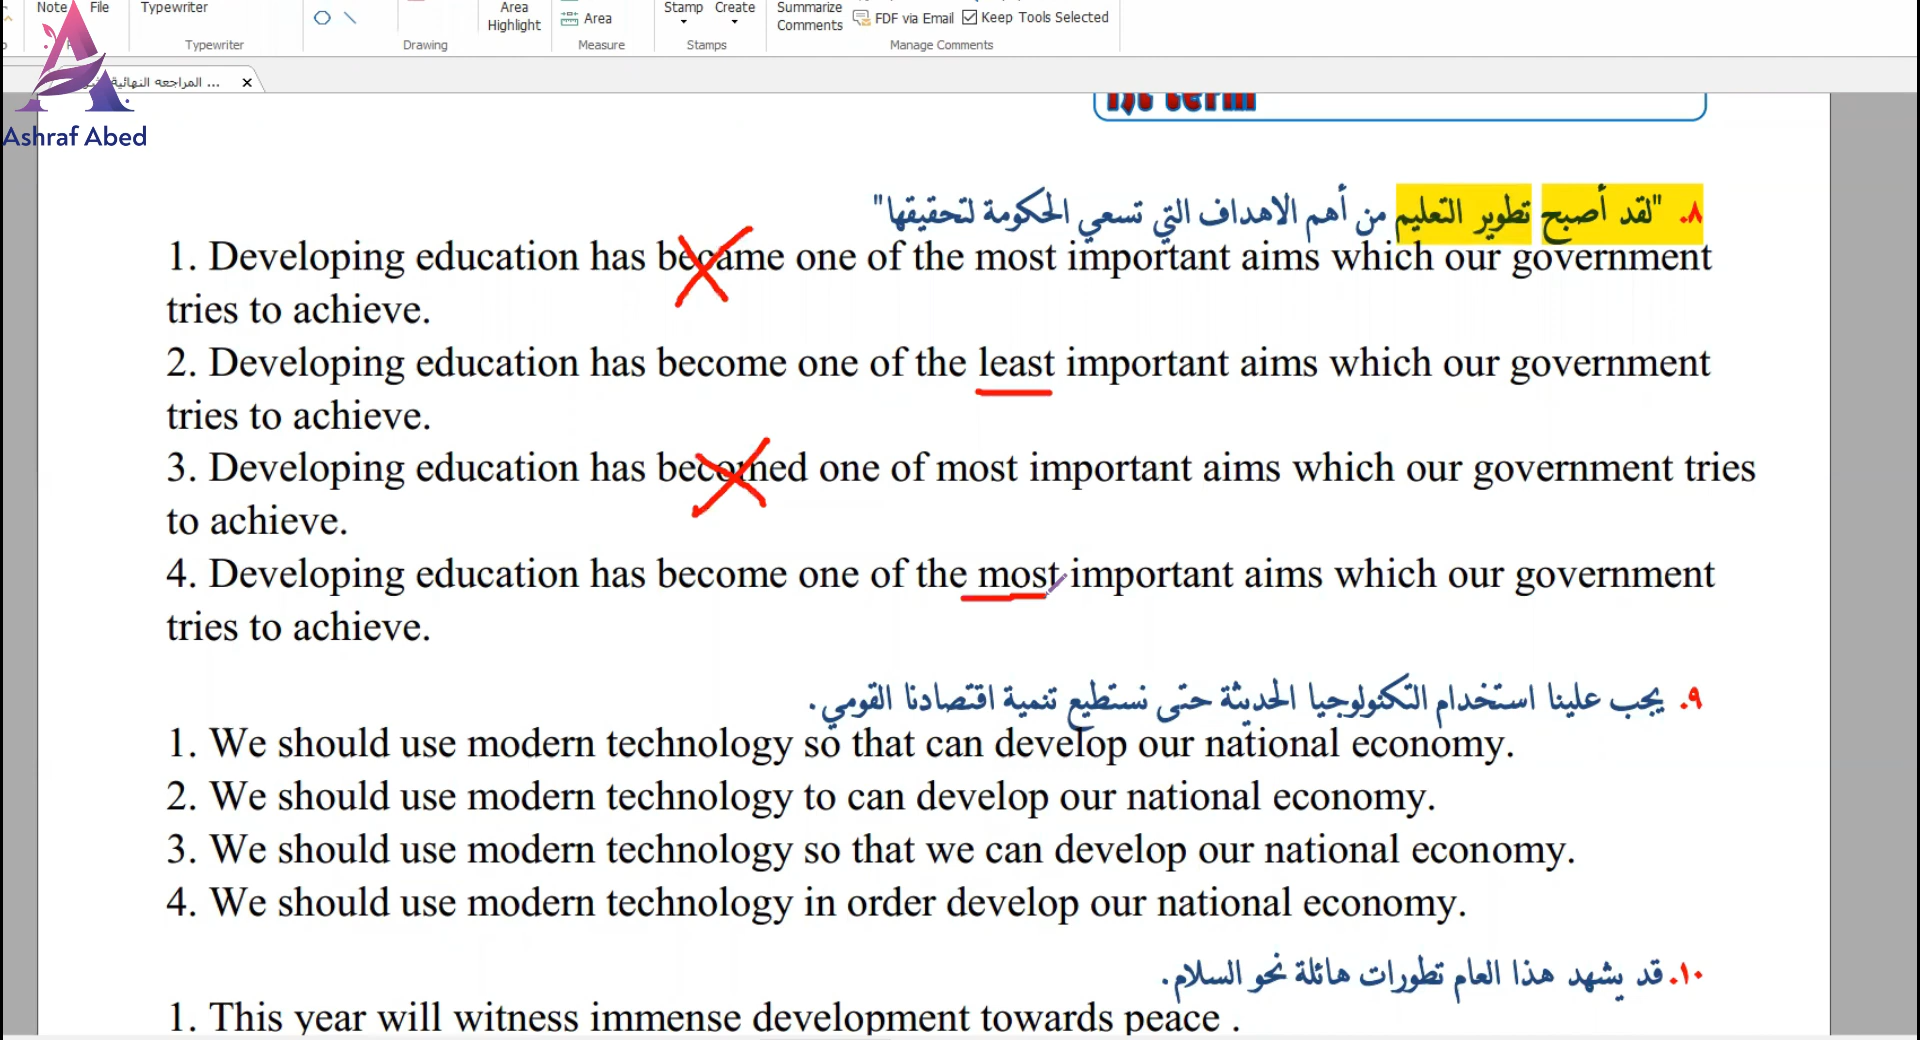 Note File Typewriter Area Highlight Area Stamp Create Summarize Comments FDF via Email Keep Tools Selected
Typewriter Drawing Measure Stamps Manage Comments
... المراجعه النهائية
Ashraf Abed
1st term
٨. "لقد أصبح تطوير التعليم من أهم الاهداف التي تسعي الحكومة لتحقيقها"
1. Developing education has became one of the most important aims which our government
tries to achieve.
2. Developing education has become one of the least important aims which our government
tries to achieve.
3. Developing education has becomed one of most important aims which our government tries
to achieve.
4. Developing education has become one of the most important aims which our government
tries to achieve.
٩. يجب علينا استخدام التكنولوجيا الحديثة حتى نستطيع تنمية اقتصادنا القومي.
1. We should use modern technology so that can develop our national economy.
2. We should use modern technology to can develop our national economy.
3. We should use modern technology so that we can develop our national economy.
4. We should use modern technology in order develop our national economy.
١٠. قد يشهد هذا العام تطورات هائلة نحو السلام.
1. This year will witness immense development towards peace .